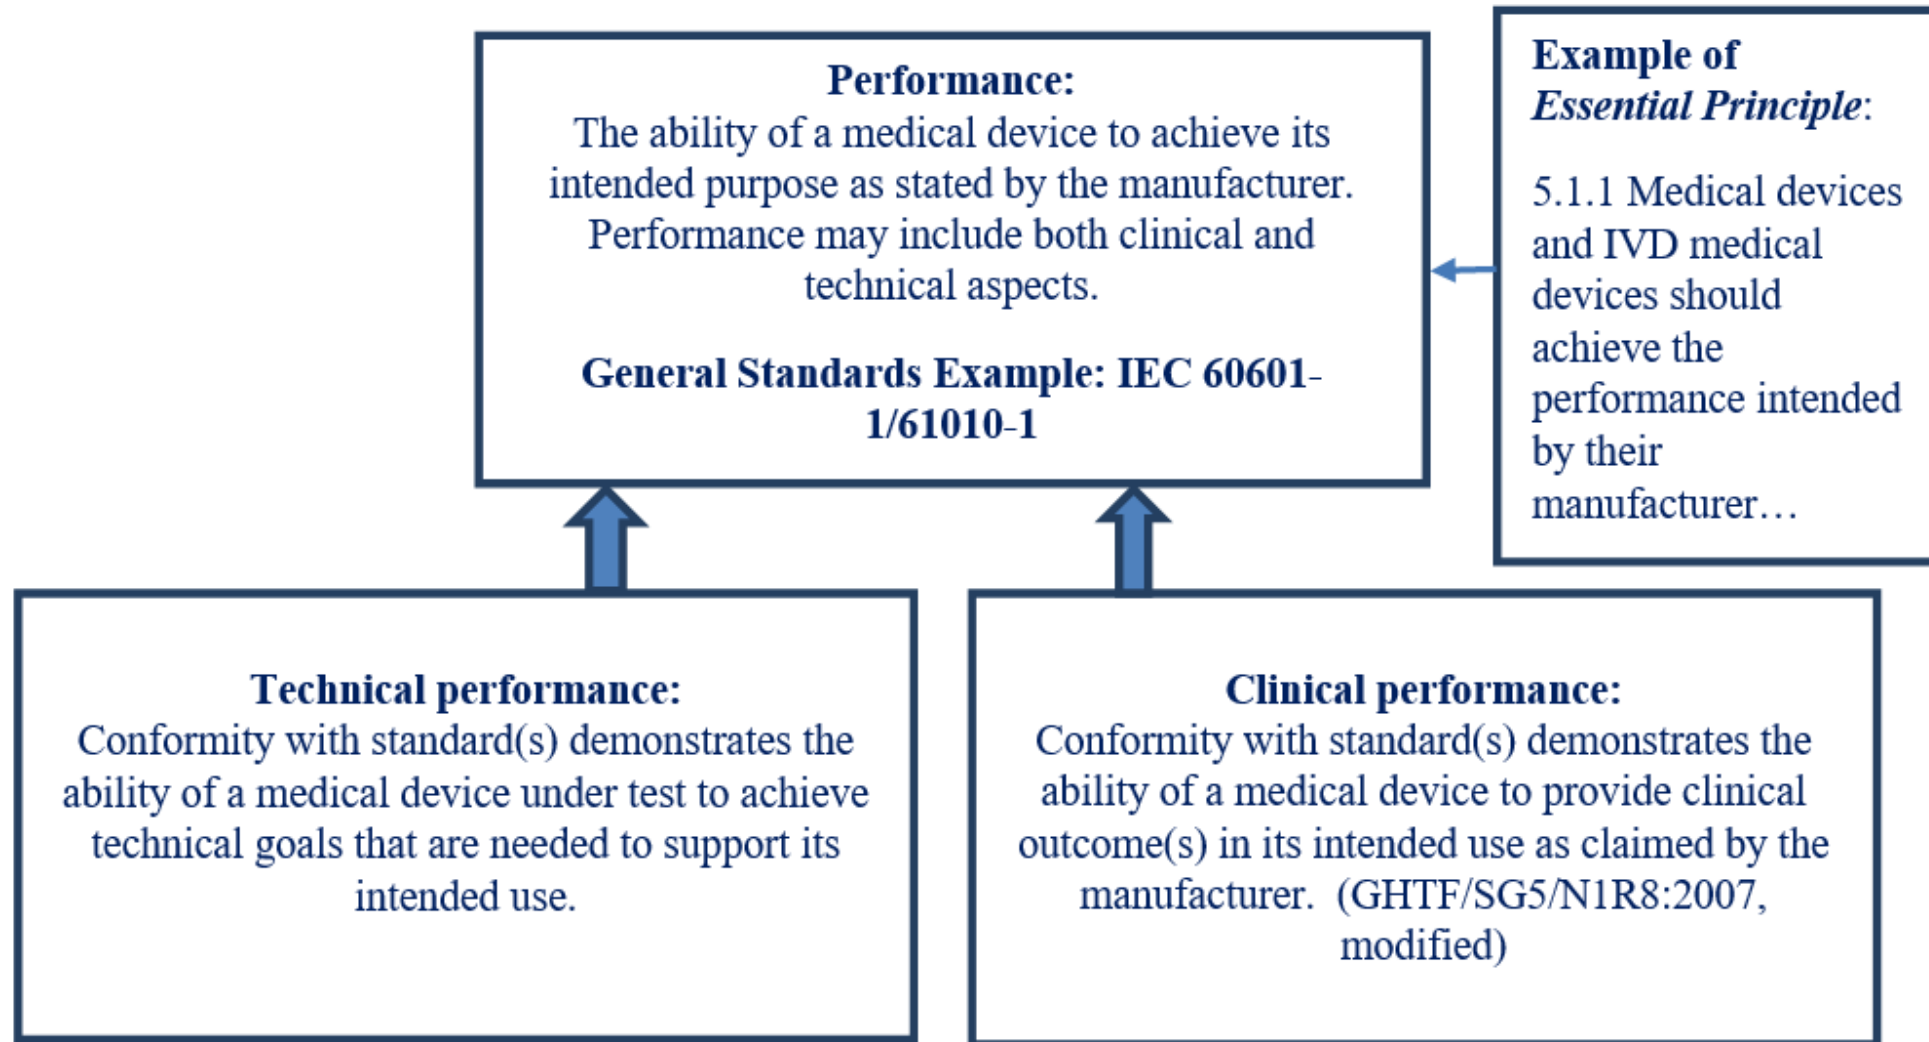 Performance:
The ability of a medical device to achieve its
intended purpose as stated by the manufacturer.
Performance may include both clinical and
technical aspects.
General Standards Example: IEC 60601-
1/61010-1
Example of
Essential Principle:
5.1.1 Medical devices
and IVD medical
devices should
achieve the
performance intended
by their
manufacturer…
Technical performance:
Conformity with standard(s) demonstrates the
ability of a medical device under test to achieve
technical goals that are needed to support its
intended use.
Clinical performance:
Conformity with standard(s) demonstrates the
ability of a medical device to provide clinical
outcome(s) in its intended use as claimed by the
manufacturer.  (GHTF/SG5/N1R8:2007,
modified)